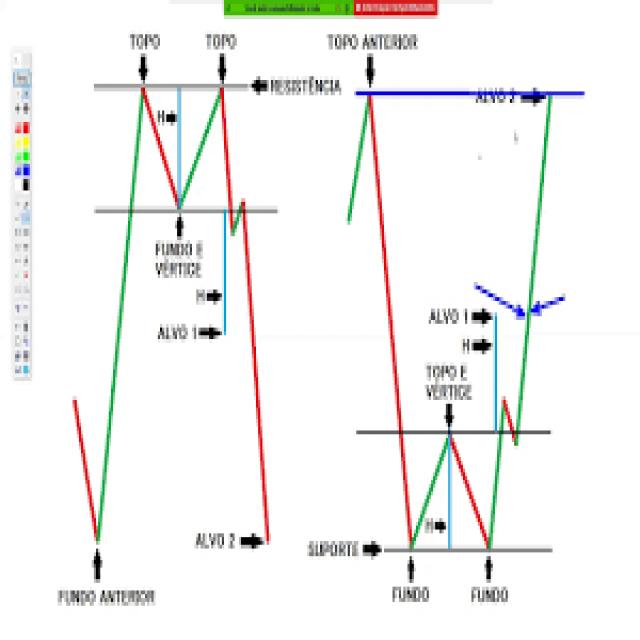 TOPO TOPO
RESISTÊNCIA
H
FUNDO E
VÉRTICE
H
ALVO 1
ALVO 2
FUNDO ANTERIOR
TOPO ANTERIOR
ALVO 2
ALVO 1
H
TOPO E
VÉRTICE
H
SUPORTE
FUNDO FUNDO